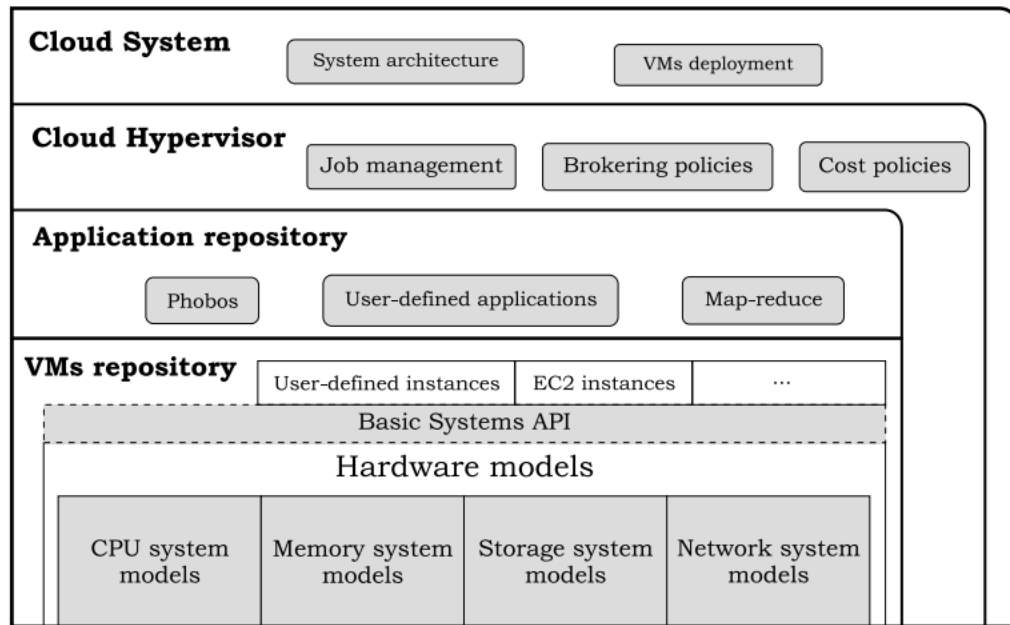 Cloud System
System architecture
VMs deployment
Cloud Hypervisor
Job management
Brokering policies
Cost policies
Application repository
Phobos
User-defined applications
Map-reduce
VMs repository
User-defined instances
EC2 instances
...
Basic Systems API
Hardware models
CPU system
models
Memory system
models
Storage system
models
Network system
models